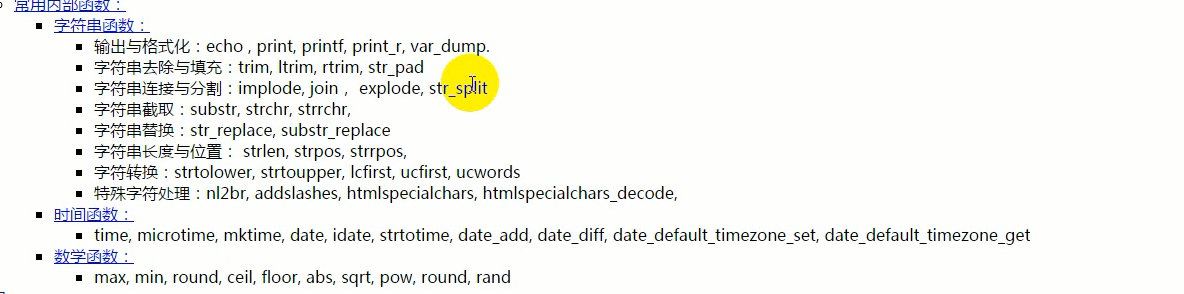 常用内部函数：
字符串函数：
输出与格式化：echo , print, printf, print_r, var_dump.
字符串去除与填充：trim, ltrim, rtrim, str_pad
字符串连接与分割：implode, join ， explode, str_split
字符串截取：substr, strchr, strrchr,
字符串替换：str_replace, substr_replace
字符串长度与位置： strlen, strpos, strrpos,
字符转换：strtolower, strtoupper, lcfirst, ucfirst, ucwords
特殊字符处理：nl2br, addslashes, htmlspecialchars, htmlspecialchars_decode,
时间函数：
time, microtime, mktime, date, idate, strtotime, date_add, date_diff, date_default_timezone_set, date_default_timezone_get
数学函数：
max, min, round, ceil, floor, abs, sqrt, pow, round, rand